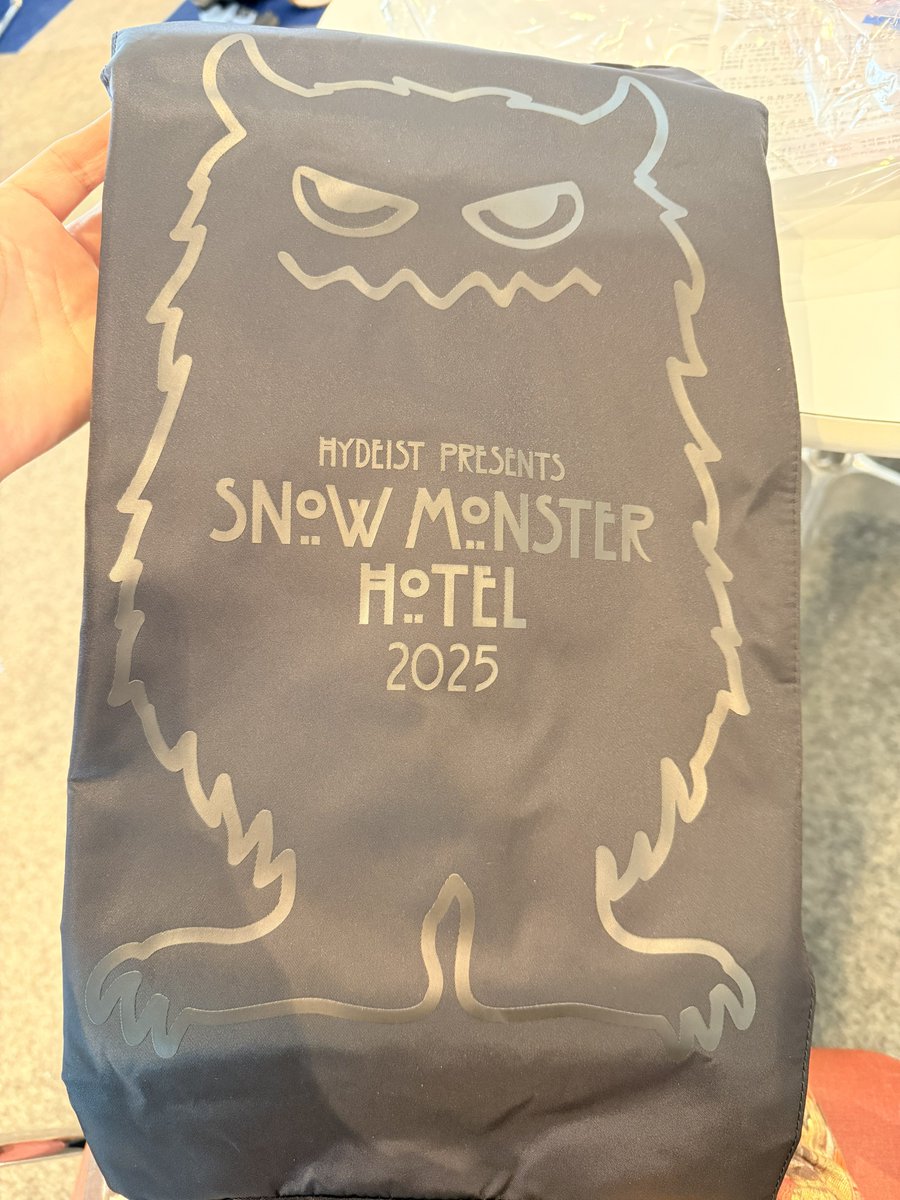 HYDEIST PRESENTS
SNOW MONSTER
HOTEL
2025